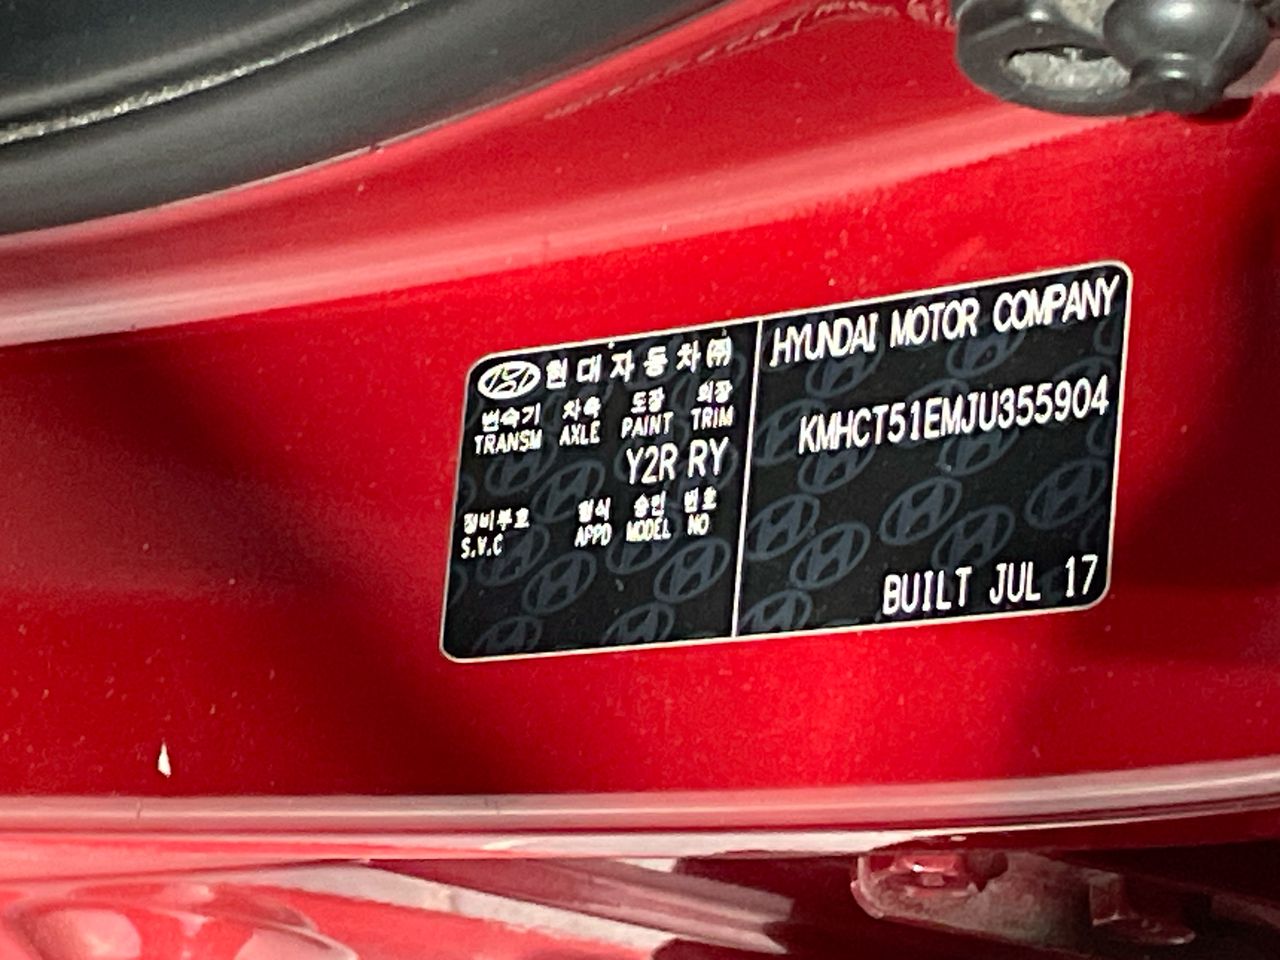 현대자동차(주)
변속기 차축 도장 외장
TRANSM AXLE PAINT TRIM
Y2R RY
정비부호 형식 승인 번호
S.V.C APPD MODEL NO
HYUNDAI MOTOR COMPANY
KMHCT51EMJU355904
BUILT JUL 17